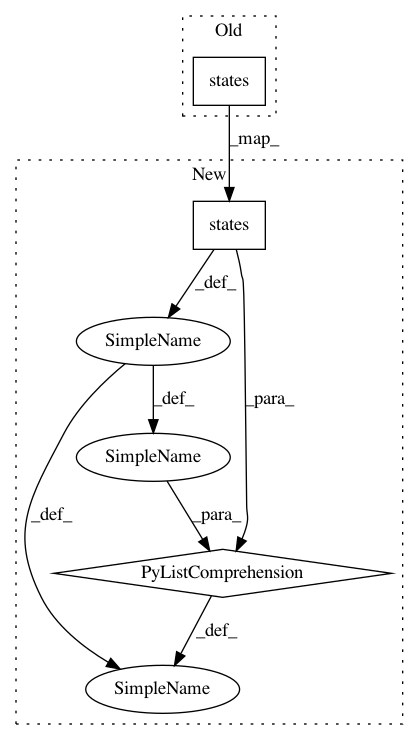 Old
states
_map_
New
states
_def_
SimpleName
_def_
_para_
SimpleName
_def_
_para_
PyListComprehension
_def_
SimpleName